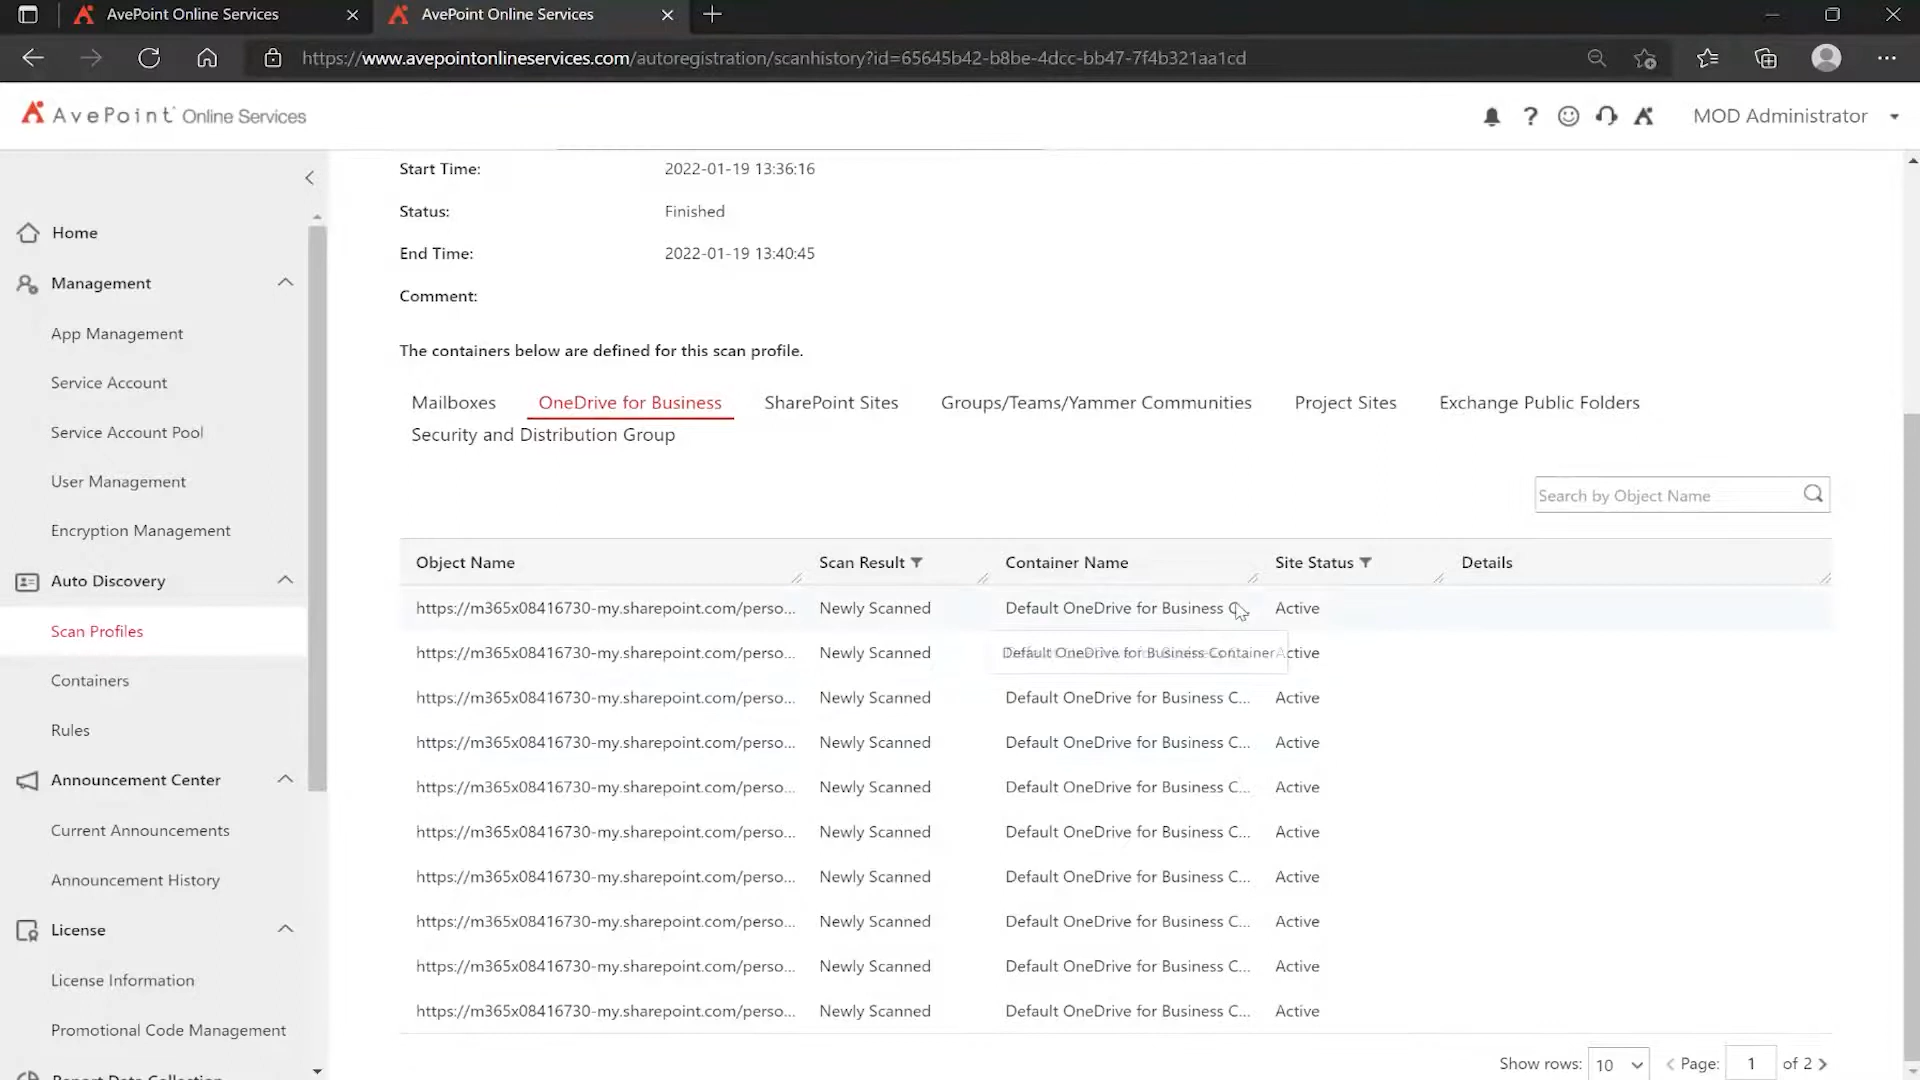 AvePoint Online Services
AvePoint Online Services
https://www.avepointonlineservices.com/autoregistration/scanhistory?id=65645b42-b8be-4dcc-bb47-7f4b321aa1cd
AvePoint Online Services
MOD Administrator
Home
Management
App Management
Service Account
Service Account Pool
User Management
Encryption Management
Auto Discovery
Scan Profiles
Containers
Rules
Announcement Center
Current Announcements
Announcement History
License
License Information
Promotional Code Management
Report Data Collection
Start Time: 2022-01-19 13:36:16
Status: Finished
End Time: 2022-01-19 13:40:45
Comment:
The containers below are defined for this scan profile.
Mailboxes OneDrive for Business SharePoint Sites Groups/Teams/Yammer Communities Project Sites Exchange Public Folders
Security and Distribution Group
Search by Object Name
Object Name Scan Result Container Name Site Status Details
https://m365x08416730-my.sharepoint.com/perso... Newly Scanned Default OneDrive for Business C... Active
https://m365x08416730-my.sharepoint.com/perso... Newly Scanned Default OneDrive for Business Container Active
https://m365x08416730-my.sharepoint.com/perso... Newly Scanned Default OneDrive for Business C... Active
https://m365x08416730-my.sharepoint.com/perso... Newly Scanned Default OneDrive for Business C... Active
https://m365x08416730-my.sharepoint.com/perso... Newly Scanned Default OneDrive for Business C... Active
https://m365x08416730-my.sharepoint.com/perso... Newly Scanned Default OneDrive for Business C... Active
https://m365x08416730-my.sharepoint.com/perso... Newly Scanned Default OneDrive for Business C... Active
https://m365x08416730-my.sharepoint.com/perso... Newly Scanned Default OneDrive for Business C... Active
https://m365x08416730-my.sharepoint.com/perso... Newly Scanned Default OneDrive for Business C... Active
https://m365x08416730-my.sharepoint.com/perso... Newly Scanned Default OneDrive for Business C... Active
Show rows: 10 Page: 1 of 2